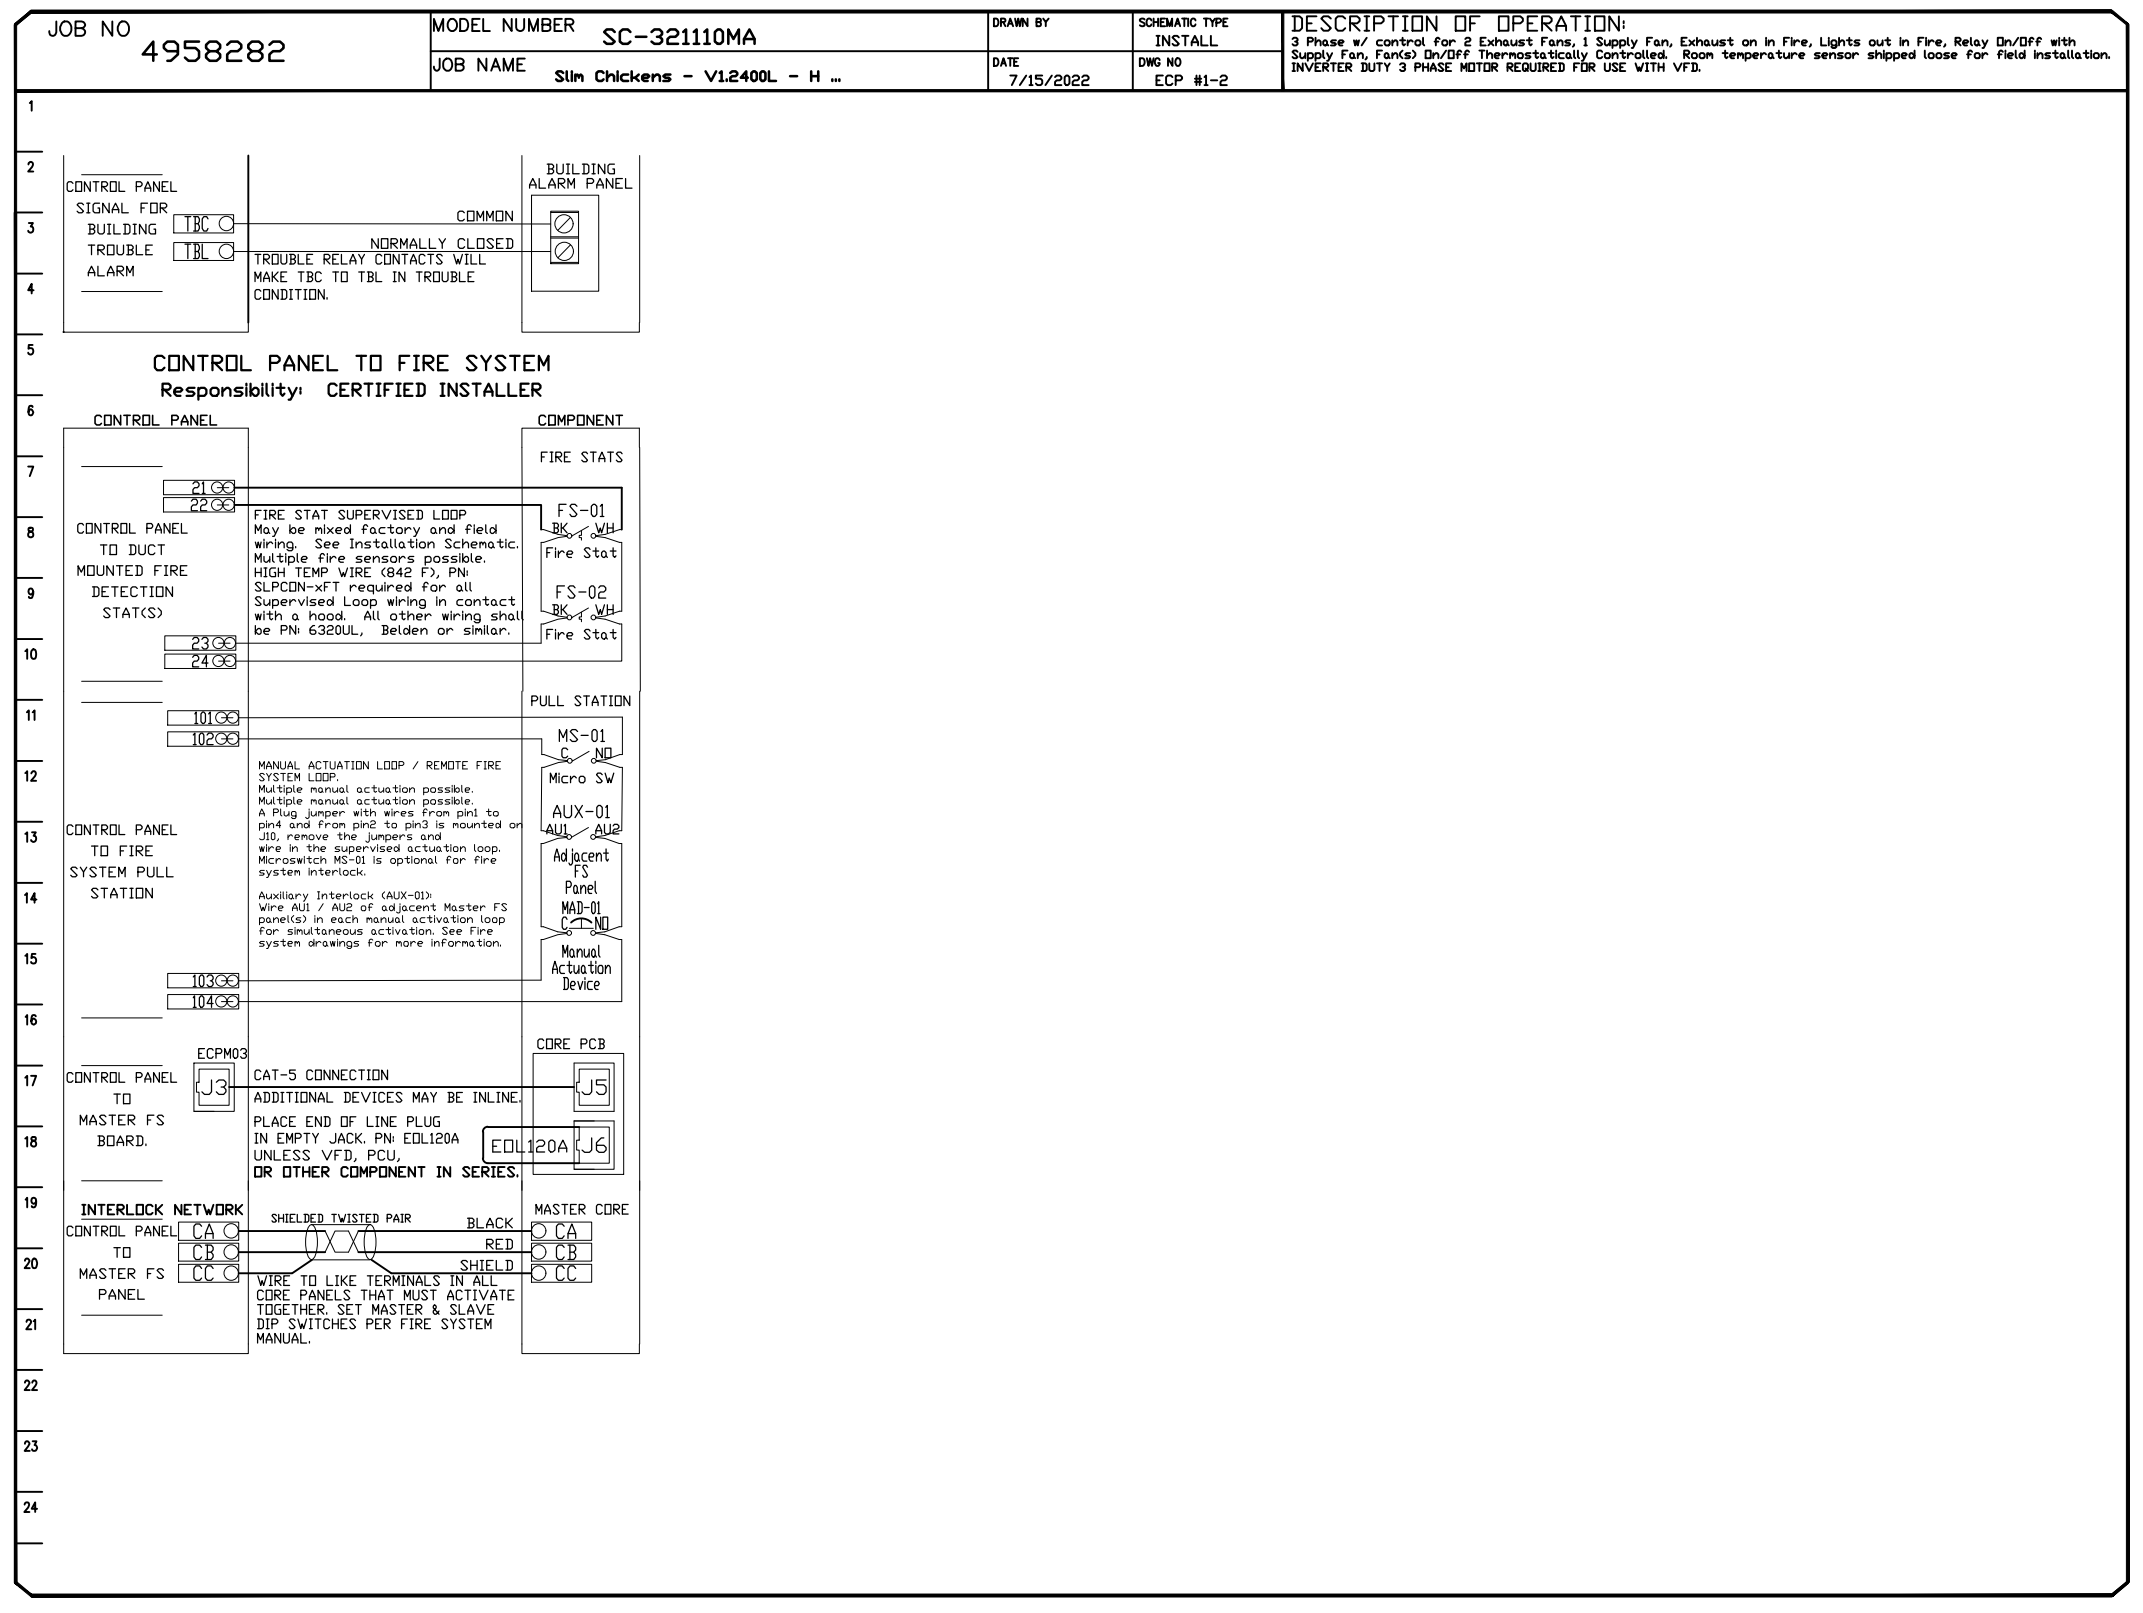 JOB NO
4958282
MODEL NUMBER
SC-321110MA
JOB NAME
Slim Chickens - V1.2400L - H ...
DRAWN BY
DATE
7/15/2022
SCHEMATIC TYPE
INSTALL
DWG NO
ECP #1-2
DESCRIPTION OF OPERATION:
3 Phase w/ control for 2 Exhaust Fans, 1 Supply Fan, Exhaust on in Fire, Lights out in Fire, Relay On/Off with
Supply Fan, Fan(s) On/Off Thermostatically Controlled. Room temperature sensor shipped loose for field installation.
INVERTER DUTY 3 PHASE MOTOR REQUIRED FOR USE WITH VFD.
1
2
3
4
5
6
7
8
9
10
11
12
13
14
15
16
17
18
19
20
21
22
23
24
CONTROL PANEL
SIGNAL FOR
BUILDING
TROUBLE
ALARM
TBC
TBL
COMMON
NORMALLY CLOSED
TROUBLE RELAY CONTACTS WILL
MAKE TBC TO TBL IN TROUBLE
CONDITION.
BUILDING
ALARM PANEL
CONTROL PANEL TO FIRE SYSTEM
Responsibility: CERTIFIED INSTALLER
CONTROL PANEL
COMPONENT
FIRE STATS
21
22
CONTROL PANEL
TO DUCT
MOUNTED FIRE
DETECTION
STAT(S)
23
24
FIRE STAT SUPERVISED LOOP
May be mixed factory and field
wiring. See Installation Schematic.
Multiple fire sensors possible.
HIGH TEMP WIRE (842 F), PN:
SLPCON-xFT required for all
Supervised Loop wiring in contact
with a hood. All other wiring shall
be PN: 6320UL, Belden or similar.
FS-01
BK WH
Fire Stat
FS-02
BK WH
Fire Stat
PULL STATION
101
102
CONTROL PANEL
TO FIRE
SYSTEM PULL
STATION
103
104
MANUAL ACTUATION LOOP / REMOTE FIRE
SYSTEM LOOP.
Multiple manual actuation possible.
Multiple manual actuation possible.
A Plug jumper with wires from pin1 to
pin4 and from pin2 to pin3 is mounted on
J10, remove the jumpers and
wire in the supervised actuation loop.
Microswitch MS-01 is optional for fire
system interlock.
Auxiliary Interlock (AUX-01):
Wire AU1 / AU2 of adjacent Master FS
panel(s) in each manual activation loop
for simultaneous activation. See Fire
system drawings for more information.
MS-01
C NO
Micro SW
AUX-01
AU1 AU2
Adjacent
FS
Panel
MAD-01
C NO
Manual
Actuation
Device
ECPM03
CORE PCB
CONTROL PANEL
TO
MASTER FS
BOARD.
J3
CAT-5 CONNECTION
ADDITIONAL DEVICES MAY BE INLINE.
PLACE END OF LINE PLUG
IN EMPTY JACK. PN: EOL120A
UNLESS VFD, PCU,
OR OTHER COMPONENT IN SERIES.
J5
EOL120A J6
INTERLOCK NETWORK
CONTROL PANEL
TO
MASTER FS
PANEL
CA
CB
CC
SHIELDED TWISTED PAIR
BLACK
RED
SHIELD
WIRE TO LIKE TERMINALS IN ALL
CORE PANELS THAT MUST ACTIVATE
TOGETHER. SET MASTER & SLAVE
DIP SWITCHES PER FIRE SYSTEM
MANUAL.
MASTER CORE
CA
CB
CC